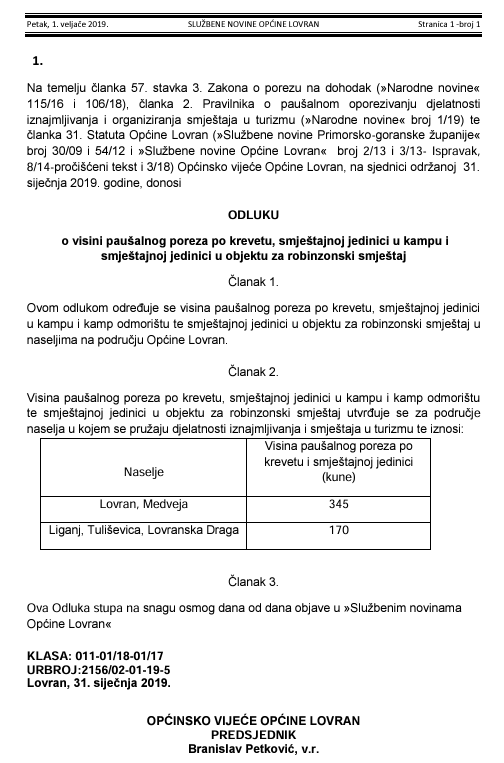 Petak, 1. veljače 2019. SLUŽBENE NOVINE OPĆINE LOVRAN Stranica 1 -broj 1
1.
Na temelju članka 57. stavka 3. Zakona o porezu na dohodak (»Narodne novine«
115/16 i 106/18), članka 2. Pravilnika o paušalnom oporezivanju djelatnosti
iznajmljivanja i organiziranja smještaja u turizmu (»Narodne novine« broj 1/19) te
članka 31. Statuta Općine Lovran (»Službene novine Primorsko-goranske županije«
broj 30/09 i 54/12 i »Službene novine Općine Lovran« broj 2/13 i 3/13- Ispravak,
8/14-pročišćeni tekst i 3/18) Općinsko vijeće Općine Lovran, na sjednici održanoj 31.
siječnja 2019. godine, donosi
ODLUKU
o visini paušalnog poreza po krevetu, smještajnoj jedinici u kampu i
smještajnoj jedinici u objektu za robinzonski smještaj
Članak 1.
Ovom odlukom određuje se visina paušalnog poreza po krevetu, smještajnoj jedinici
u kampu i kamp odmorištu te smještajnoj jedinici u objektu za robinzonski smještaj u
naseljima na području Općine Lovran.
Članak 2.
Visina paušalnog poreza po krevetu, smještajnoj jedinici u kampu i kamp odmorištu
te smještajnoj jedinici u objektu za robinzonski smještaj utvrđuje se za područje
naselja u kojem se pružaju djelatnosti iznajmljivanja i smještaja u turizmu te iznosi:
Naselje
Visina paušalnog poreza po
krevetu i smještajnoj jedinici
(kune)
Lovran, Medveja 345
Liganj, Tuliševica, Lovranska Draga 170
Članak 3.
Ova Odluka stupa na snagu osmog dana od dana objave u »Službenim novinama
Općine Lovran«
KLASA: 011-01/18-01/17
URBROJ:2156/02-01-19-5
Lovran, 31. siječnja 2019.
OPĆINSKO VIJEĆE OPĆINE LOVRAN
PREDSJEDNIK
Branislav Petković, v.r.